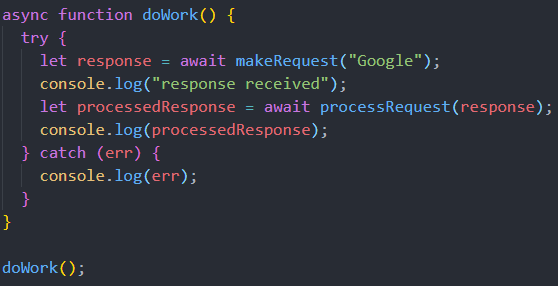 async function doWork() {
  try {
    let response = await makeRequest("Google");
    console.log("response received");
    let processedResponse = await processRequest(response);
    console.log(processedResponse);
  } catch (err) {
    console.log(err);
  }
}

doWork();